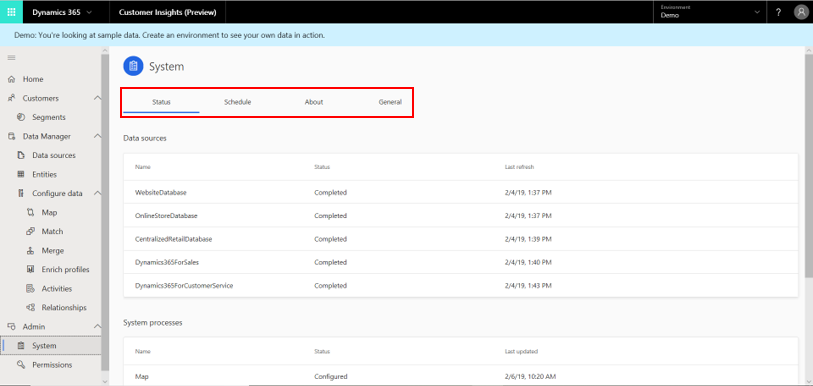 Dynamics 365
Customer Insights (Preview)
Environment
Demo
?
Demo: You're looking at sample data. Create an environment to see your own data in action.
Home
Customers
Segments
Data Manager
Data sources
Entities
Configure data
Map
Match
Merge
Enrich profiles
Activities
Relationships
Admin
System
Permissions
System
Status Schedule About General
Data sources
Name Status Last refresh
WebsiteDatabase Completed 2/4/19, 1:37 PM
OnlineStoreDatabase Completed 2/4/19, 1:37 PM
CentralizedRetailDatabase Completed 2/4/19, 1:39 PM
Dynamics365ForSales Completed 2/4/19, 1:40 PM
Dynamics365ForCustomerService Completed 2/4/19, 1:43 PM
System processes
Name Status Last updated
Map Configured 2/6/19, 10:20 AM